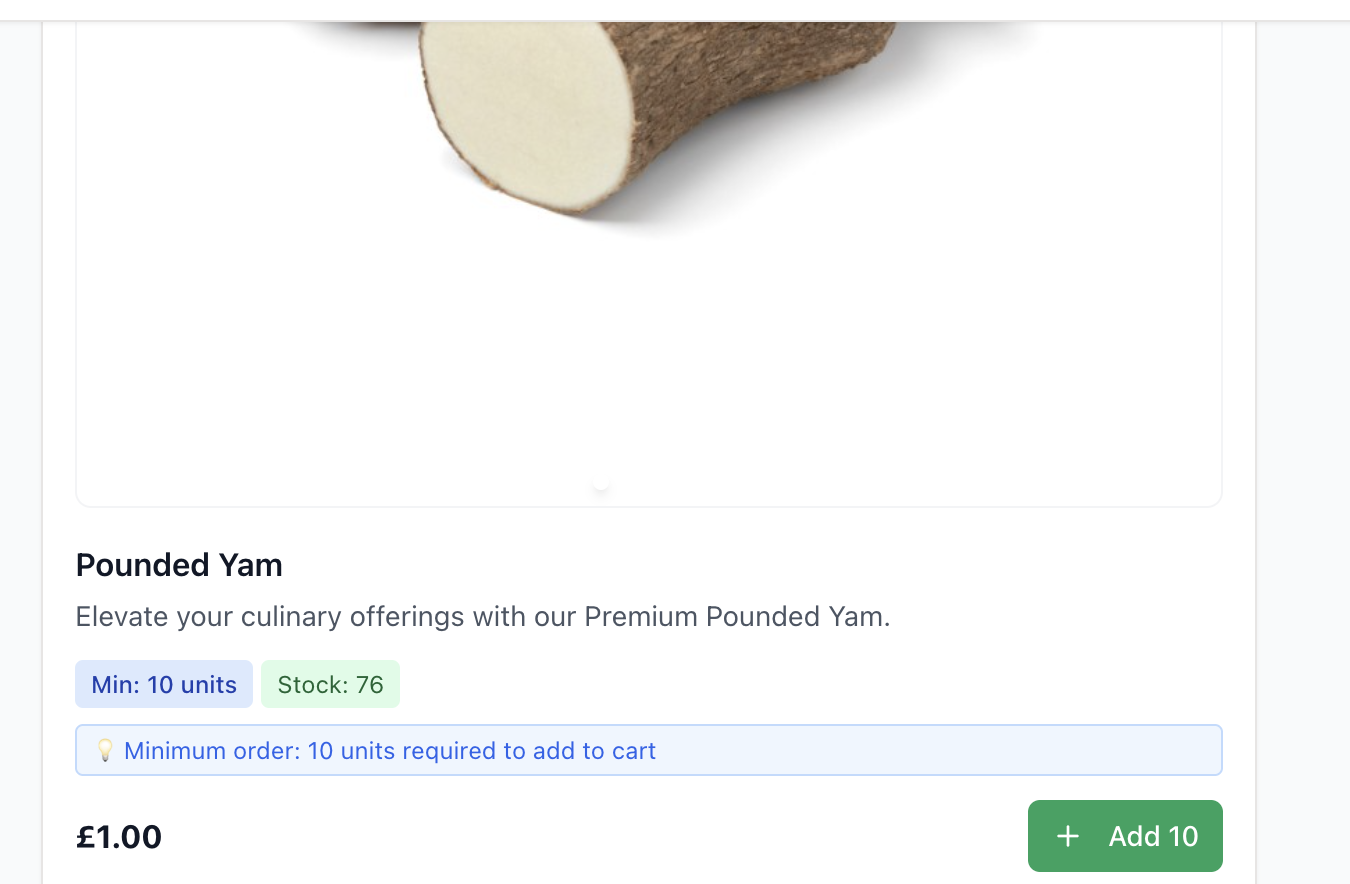 Pounded Yam
Elevate your culinary offerings with our Premium Pounded Yam.
Min: 10 units Stock: 76
💡 Minimum order: 10 units required to add to cart
£1.00
+ Add 10